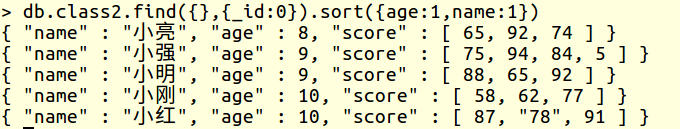 > db.class2.find({},{_id:0}).sort({age:1,name:1})
{ "name" : "小亮", "age" : 8, "score" : [ 65, 92, 74 ] }
{ "name" : "小强", "age" : 9, "score" : [ 75, 94, 84, 5 ] }
{ "name" : "小明", "age" : 9, "score" : [ 88, 65, 92 ] }
{ "name" : "小刚", "age" : 10, "score" : [ 58, 62, 77 ] }
{ "name" : "小红", "age" : 10, "score" : [ 87, "78", 91 ] }